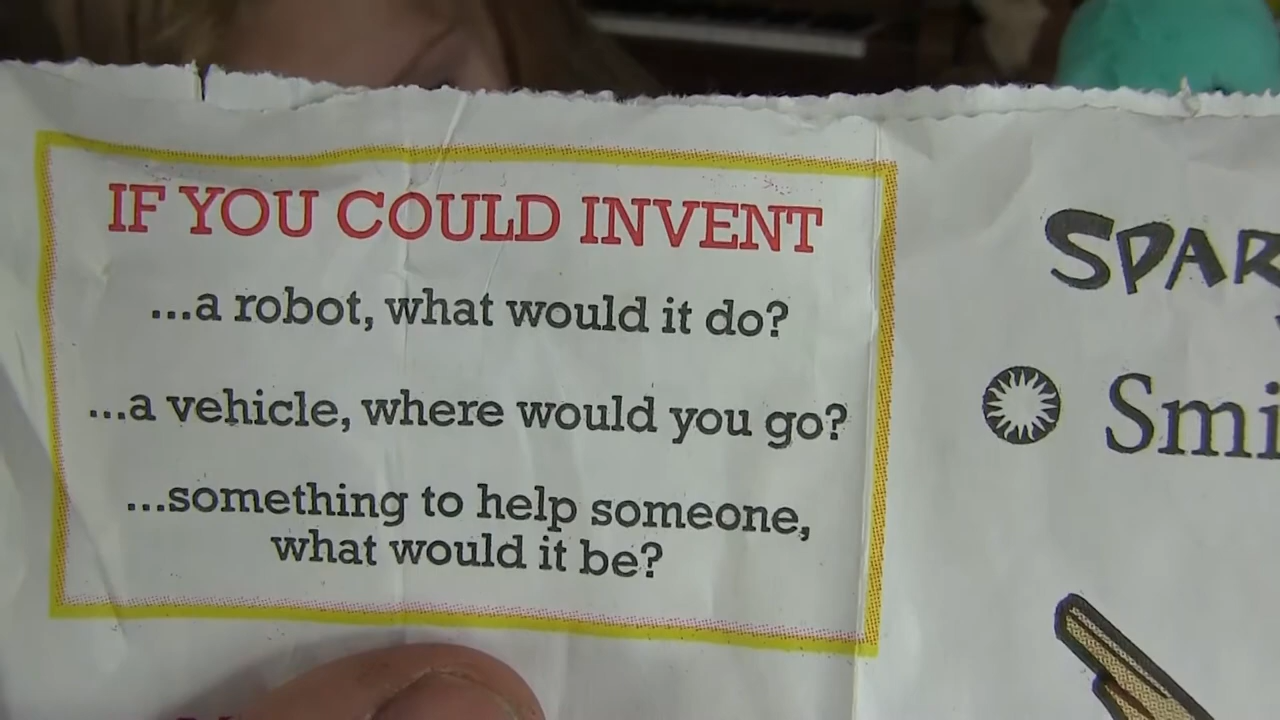 IF YOU COULD INVENT
...a robot, what would it do?
...a vehicle, where would you go?
...something to help someone,
what would it be?